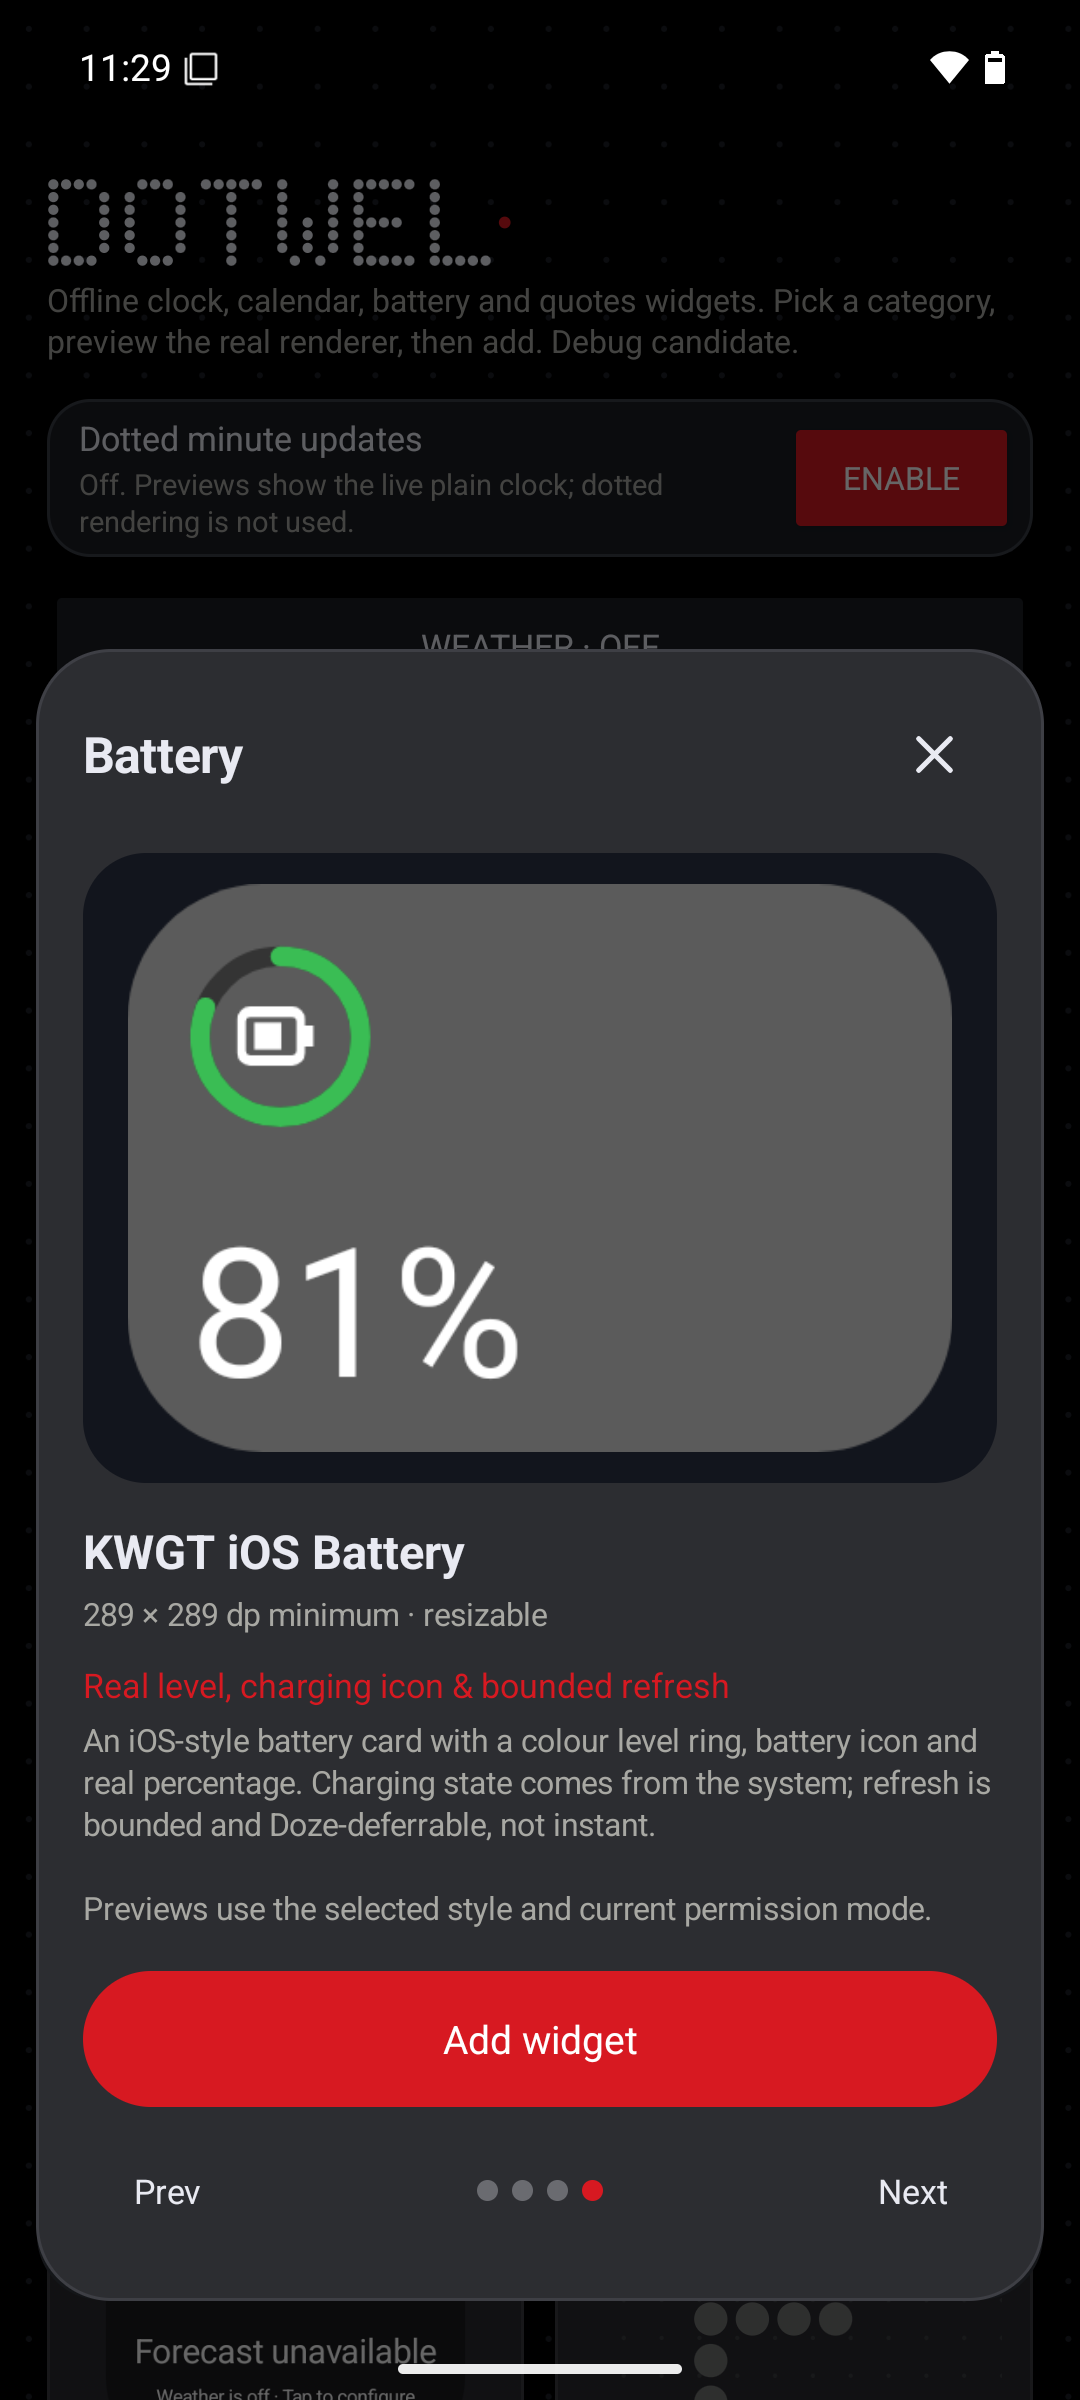 11:29
DOTWEL
Offline clock, calendar, battery and quotes widgets. Pick a category,
preview the real renderer, then add. Debug candidate.
Dotted minute updates
Off. Previews show the live plain clock; dotted
rendering is not used.
ENABLE
WEATHER : OFF
Battery
81%
KWGT iOS Battery
289 × 289 dp minimum · resizable
Real level, charging icon & bounded refresh
An iOS-style battery card with a colour level ring, battery icon and
real percentage. Charging state comes from the system; refresh is
bounded and Doze-deferrable, not instant.
Previews use the selected style and current permission mode.
Add widget
Prev
Next
Forecast unavailable
Weather is off · Tap to configure